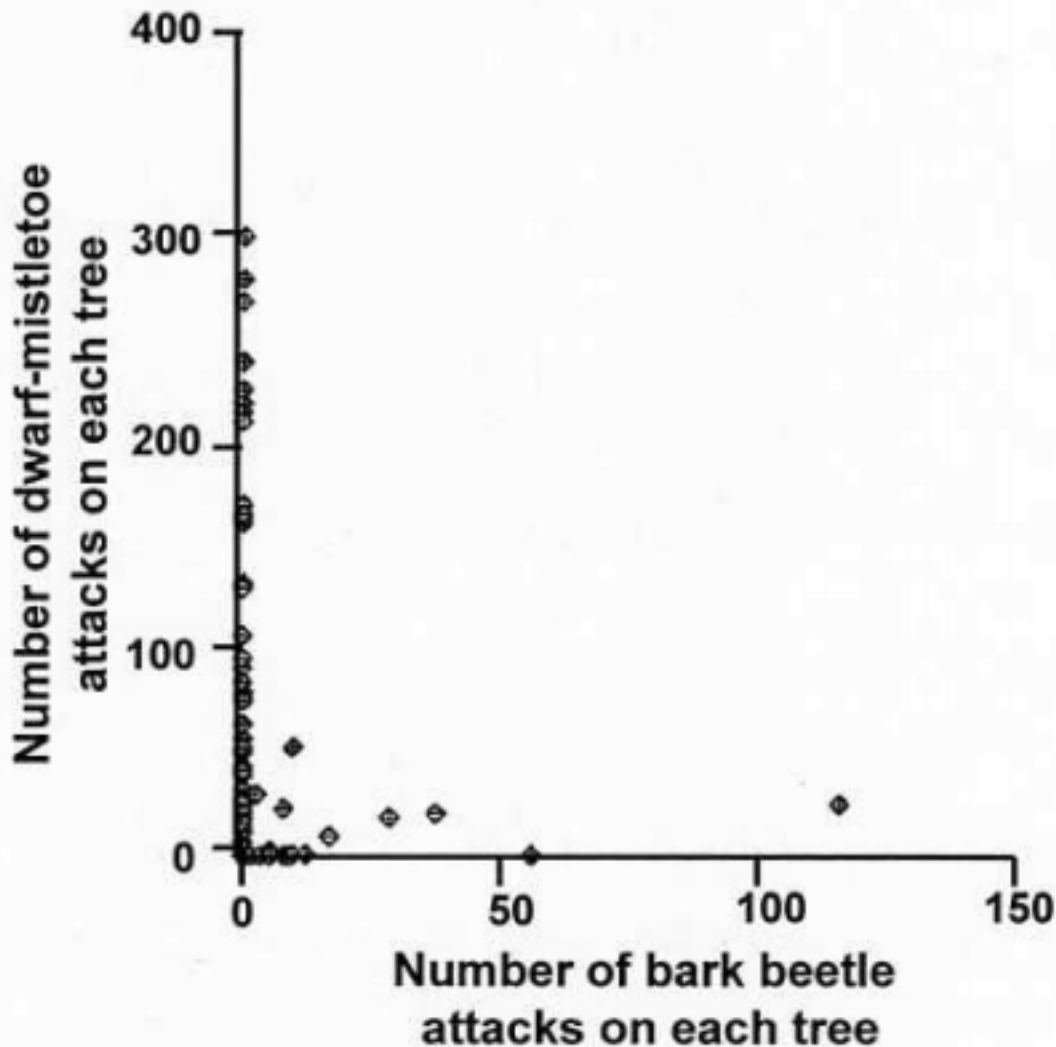 400
300
200
100
0
0
50
100
150
Number of dwarf-mistletoe
attacks on each tree
Number of bark beetle
attacks on each tree